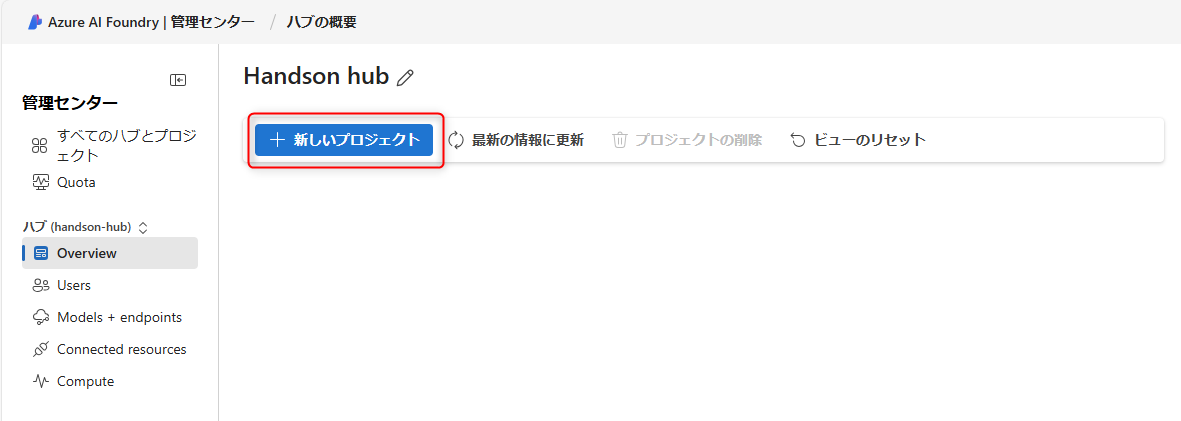 Azure AI Foundry | 管理センター / ハブの概要
Handson hub
管理センター
すべてのハブとプロジ
ェクト
Quota
ハブ (handson-hub)
Overview
Users
Models + endpoints
Connected resources
Compute
新しいプロジェクト 最新の情報に更新 プロジェクトの削除 ビューのリセット